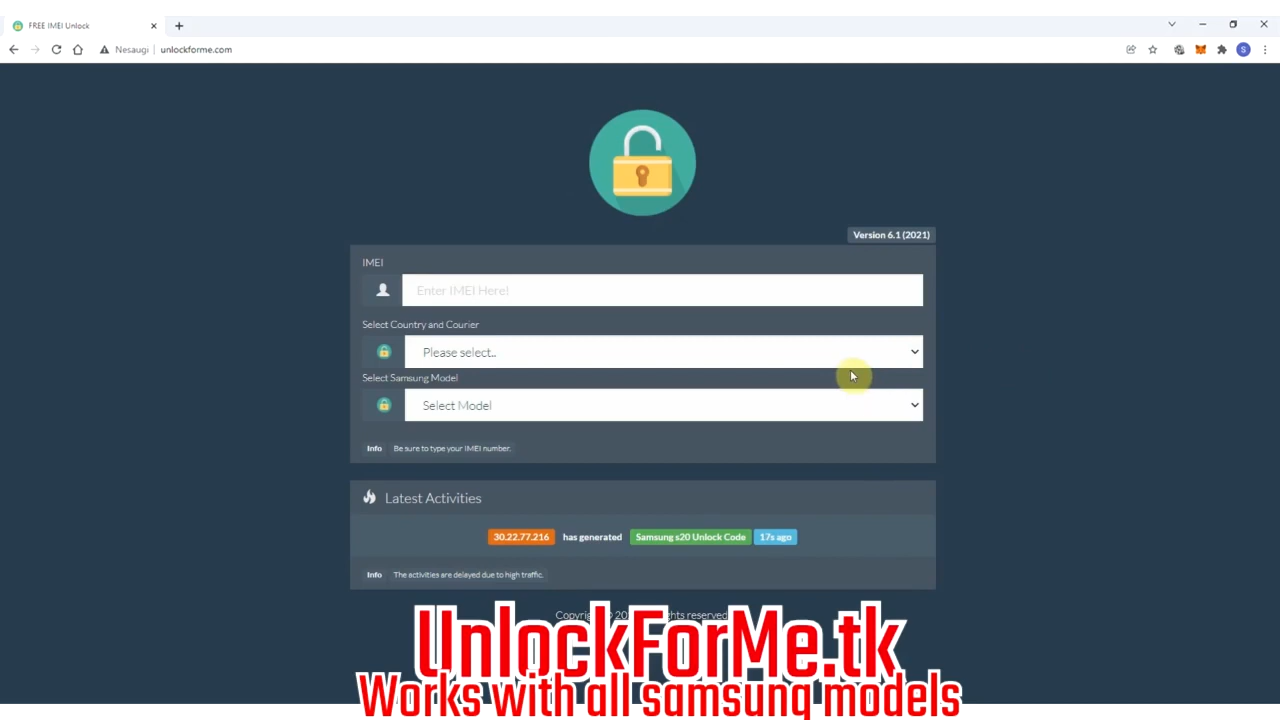 FREE IMEI Unlock
Nesaugi | unlockforme.com
S
Version 6.1 (2021)
IMEI
Enter IMEI Here!
Select Country and Courier
Please select..
Select Samsung Model
Select Model
Info Be sure to type your IMEI number.
Latest Activities
30.22.77.216 has generated Samsung s20 Unlock Code 17s ago
Info The activities are delayed due to high traffic.
reserved
UnlockForMe.tk
Works with all samsung models